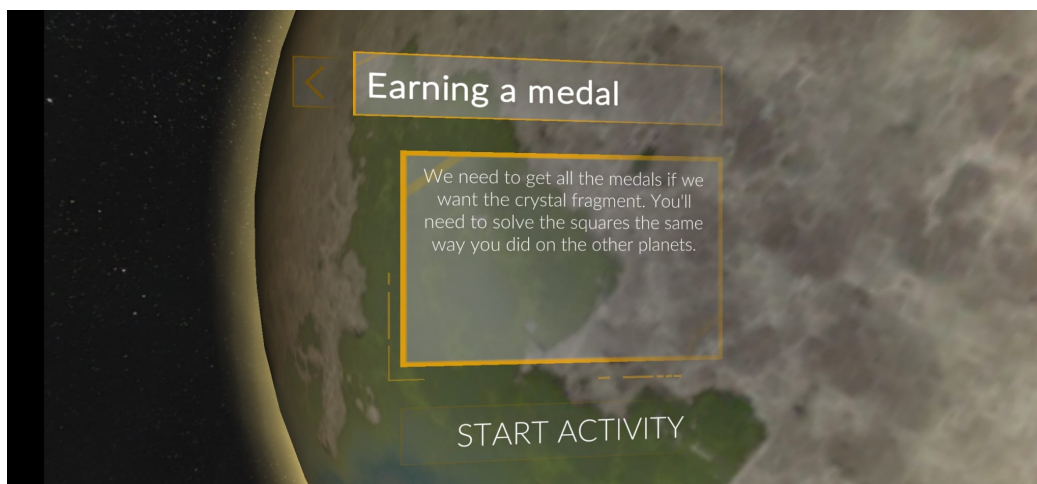 Earning a medal
We need to get all the medals if we
want the crystal fragment. You'll
need to solve the squares the same
way you did on the other planets.
START ACTIVITY